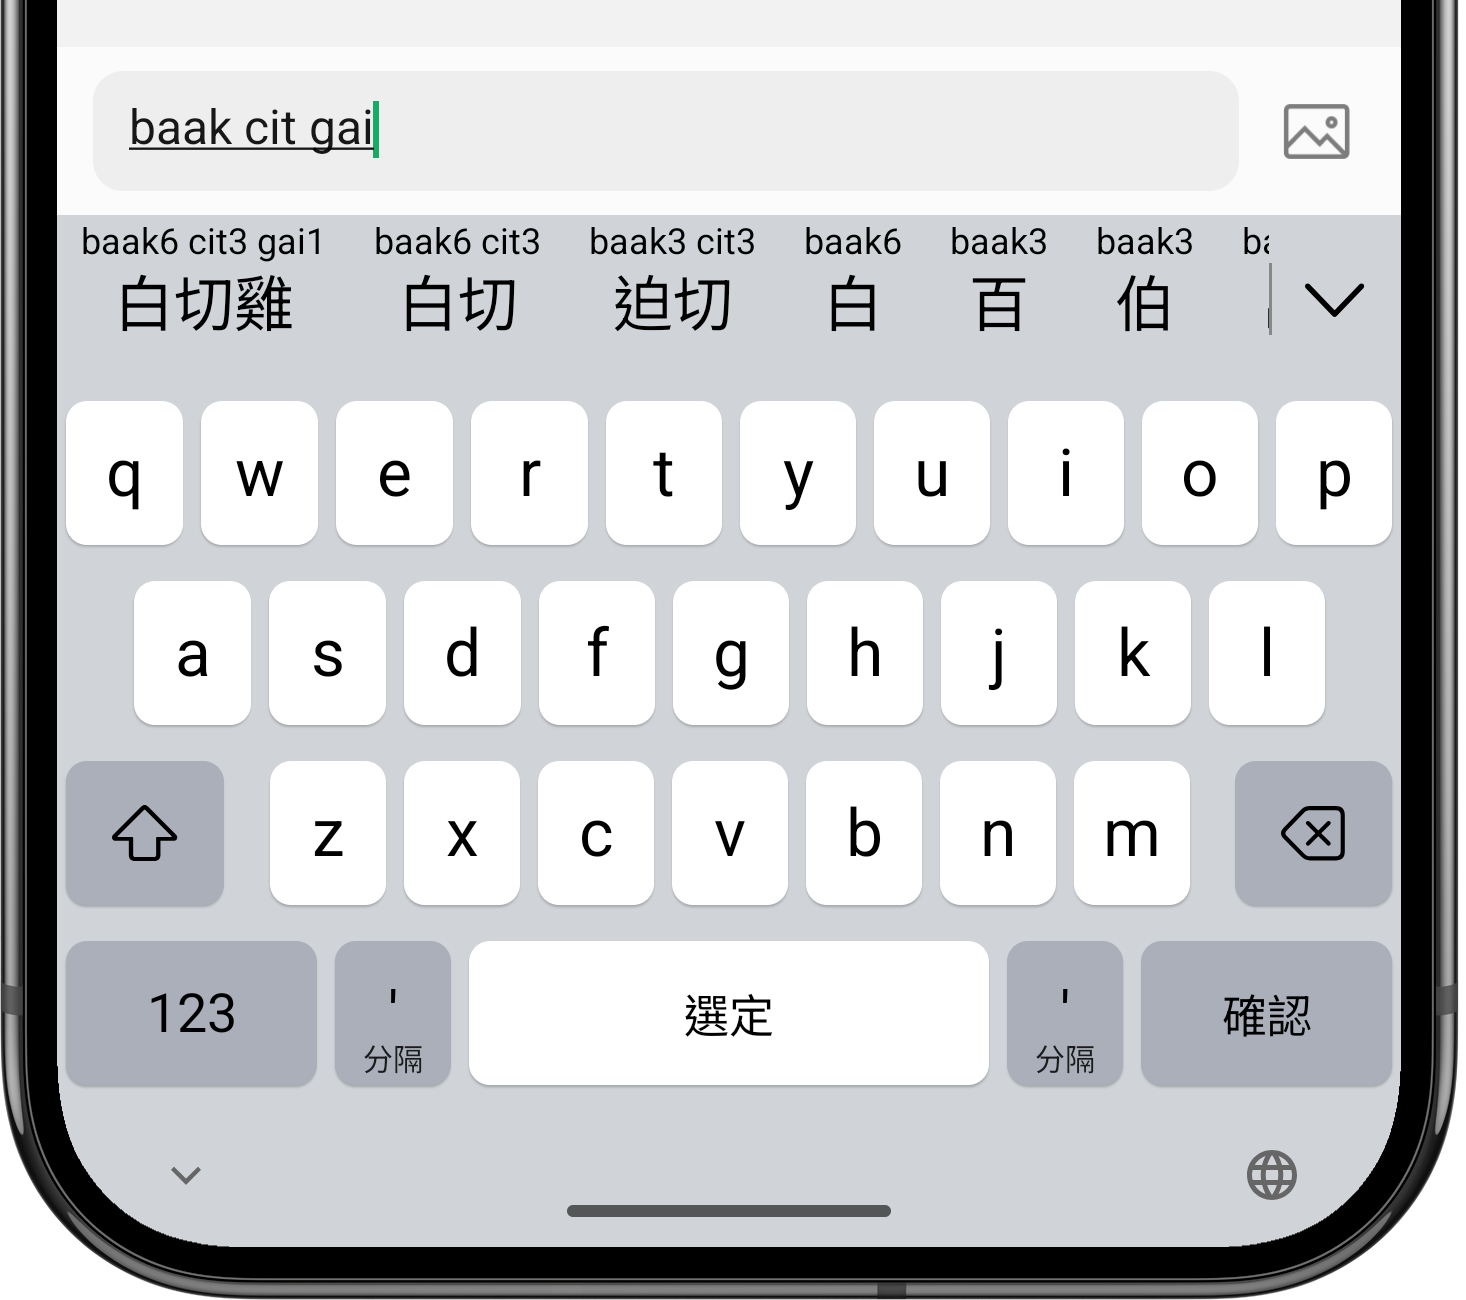 baak cit gai
baak6 cit3 gai1 baak6 cit3 baak3 cit3 baak6 baak3 baak3
白切雞 白切 迫切 白 百 伯
q w e r t y u i o p
a s d f g h j k l
z x c v b n m
123 ' 選定 ' 確認
分隔 分隔